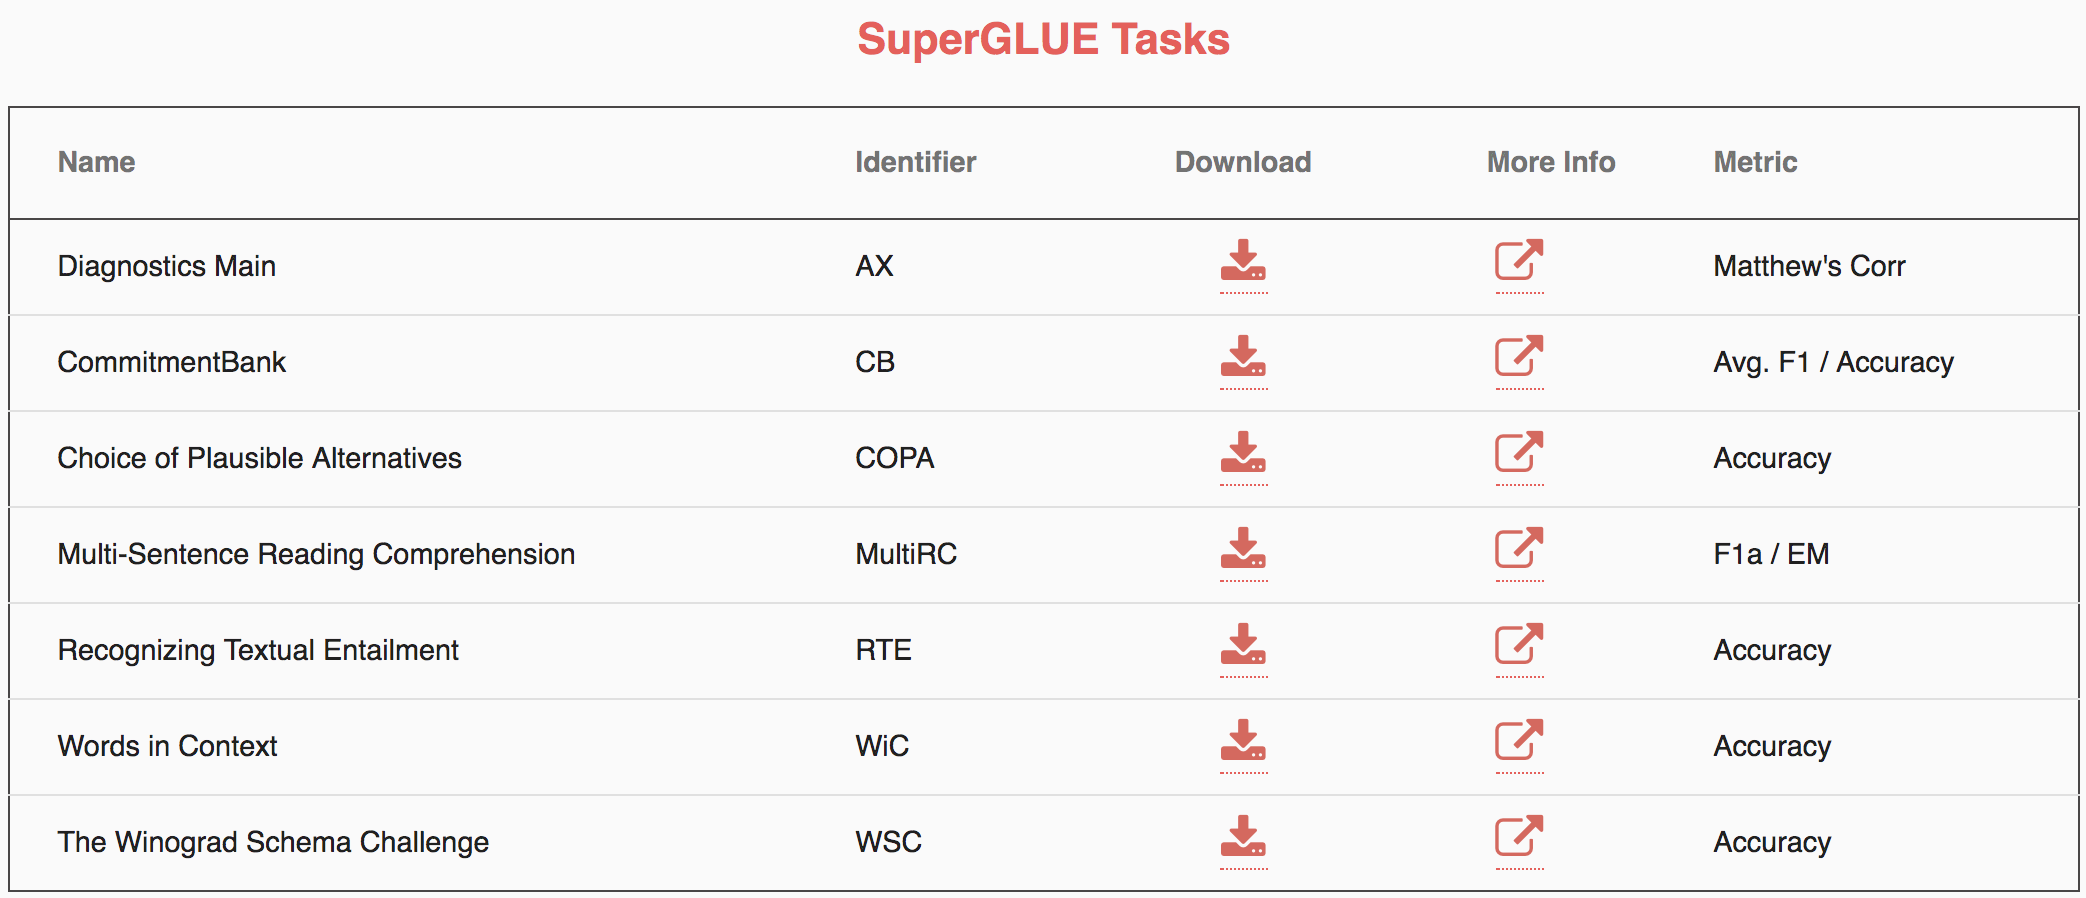 SuperGLUE Tasks
Name Identifier Download More Info Metric
Diagnostics Main AX Matthew's Corr
CommitmentBank CB Avg. F1 / Accuracy
Choice of Plausible Alternatives COPA Accuracy
Multi-Sentence Reading Comprehension MultiRC F1a / EM
Recognizing Textual Entailment RTE Accuracy
Words in Context WiC Accuracy
The Winograd Schema Challenge WSC Accuracy